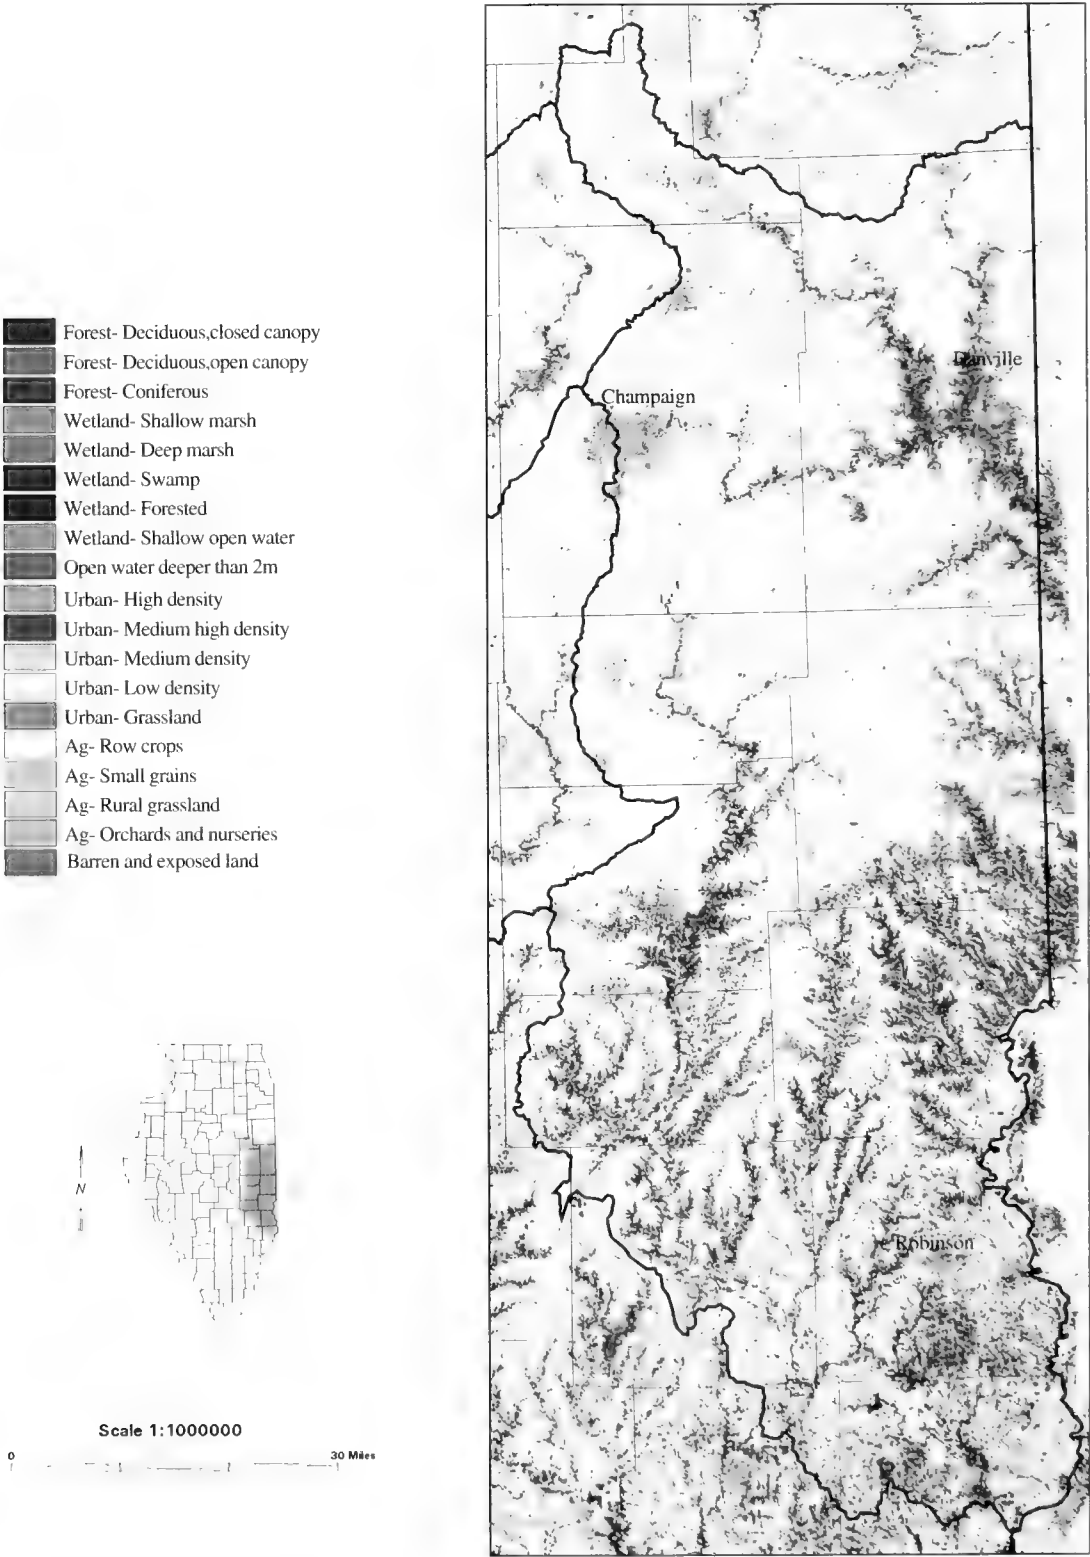 Forest- Deciduous,closed canopy
Forest- Deciduous,open canopy
Forest- Coniferous
Wetland- Shallow marsh
Wetland- Deep marsh
Wetland- Swamp
Wetland- Forested
Wetland- Shallow open water
Open water deeper than 2m
Urban- High density
Urban- Medium high density
Urban- Medium density
Urban- Low density
Urban- Grassland
Ag- Row crops
Ag- Small grains
Ag- Rural grassland
Ag- Orchards and nurseries
Barren and exposed land
Danville
Champaign
Robinson
N
Scale 1:1000000
0 30 Miles